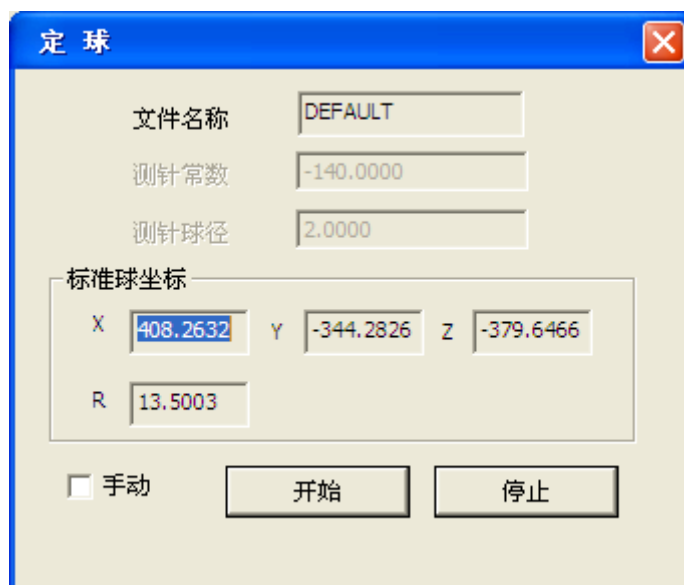 定 球
文件名称 DEFAULT
测针常数 -140.0000
测针球径 2.0000
标准球坐标
X 408.2632 Y -344.2826 Z -379.6466
R 13.5003
手动 开始 停止